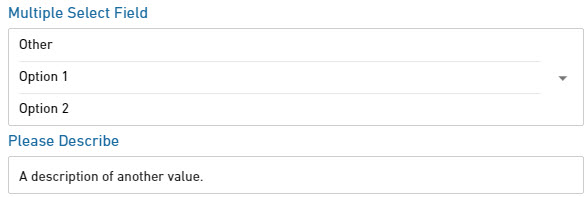 Multiple Select Field
Other
Option 1
Option 2
Please Describe
A description of another value.